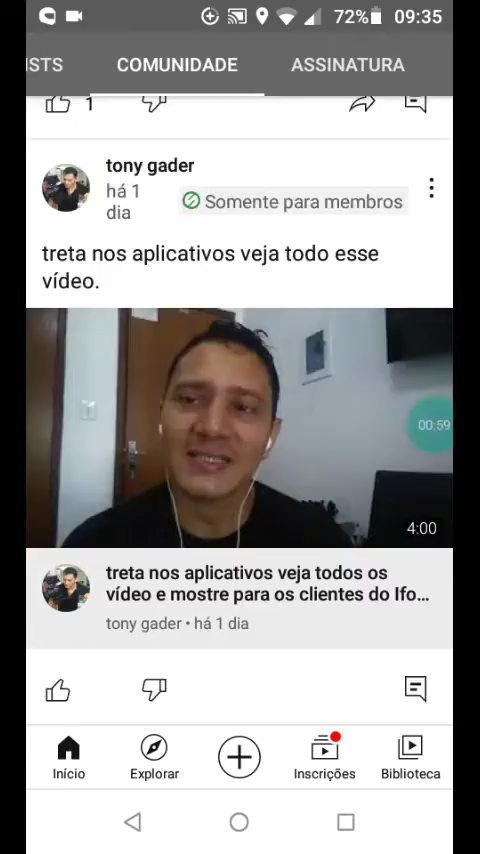 72% 09:35
ISTS COMUNIDADE ASSINATURA
1
tony gader
há 1
dia
Somente para membros
treta nos aplicativos veja todo esse
vídeo.
00:59
4:00
treta nos aplicativos veja todos os
vídeo e mostre para os clientes do Ifo...
tony gader • há 1 dia
Início Explorar Inscrições Biblioteca